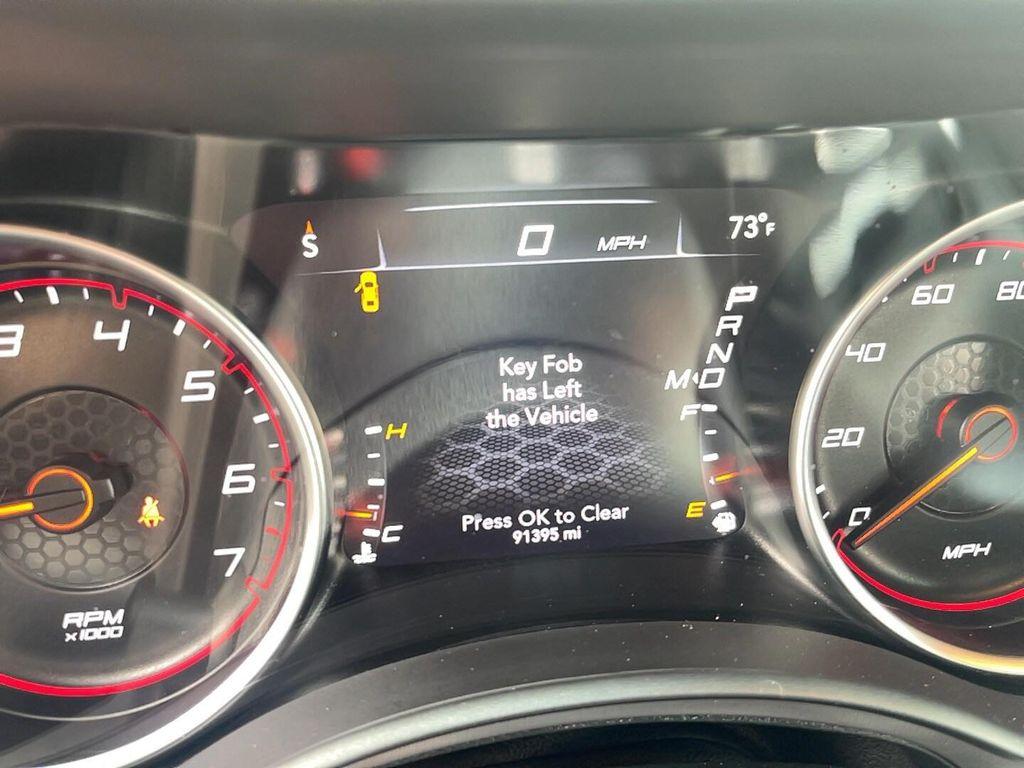 S
0 MPH
73°F
P
R
N
M D
Key Fob
has Left
the Vehicle
H
C
F
E
Press OK to Clear
91395 mi
3
4
5
6
7
RPM
x1000
0
20
40
60
80
MPH